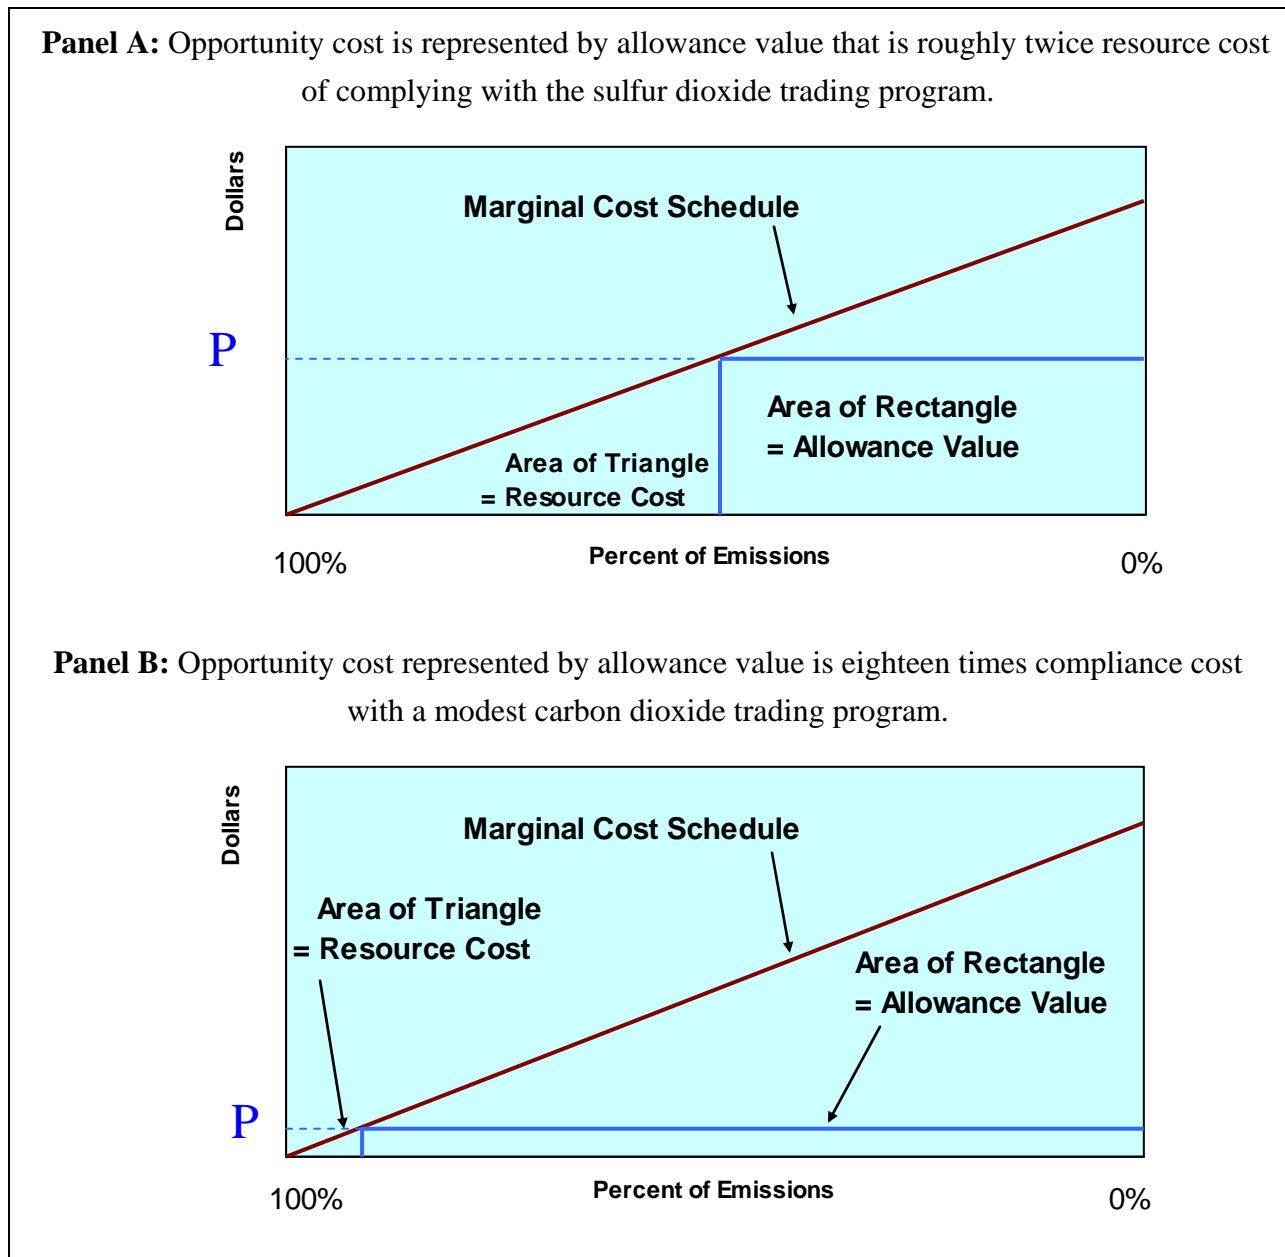 Panel A: Opportunity cost is represented by allowance value that is roughly twice resource cost
of complying with the sulfur dioxide trading program.
Dollars
Marginal Cost Schedule
P
Area of Rectangle
= Allowance Value
Area of Triangle
= Resource Cost
100%
Percent of Emissions
0%
Panel B: Opportunity cost represented by allowance value is eighteen times compliance cost
with a modest carbon dioxide trading program.
Dollars
Marginal Cost Schedule
Area of Triangle
= Resource Cost
Area of Rectangle
= Allowance Value
P
100%
Percent of Emissions
0%